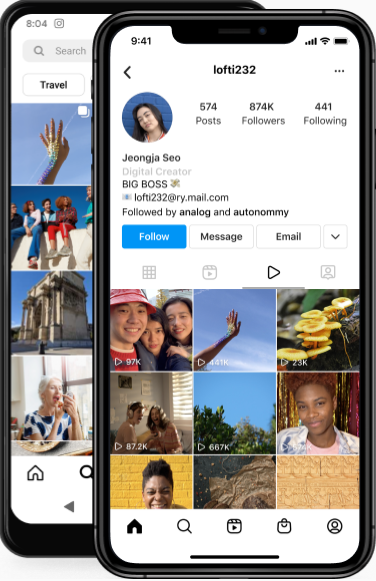 8:04
Search
Travel
9:41
lofti232
574
874K
441
Posts
Followers
Following
Jeongja Seo
Digital Creator
BIG BOSS
lofti232@ry.mail.com
Followed by analog and autonommy
Follow
Message
Email
97K
441K
23K
87.2K
667K